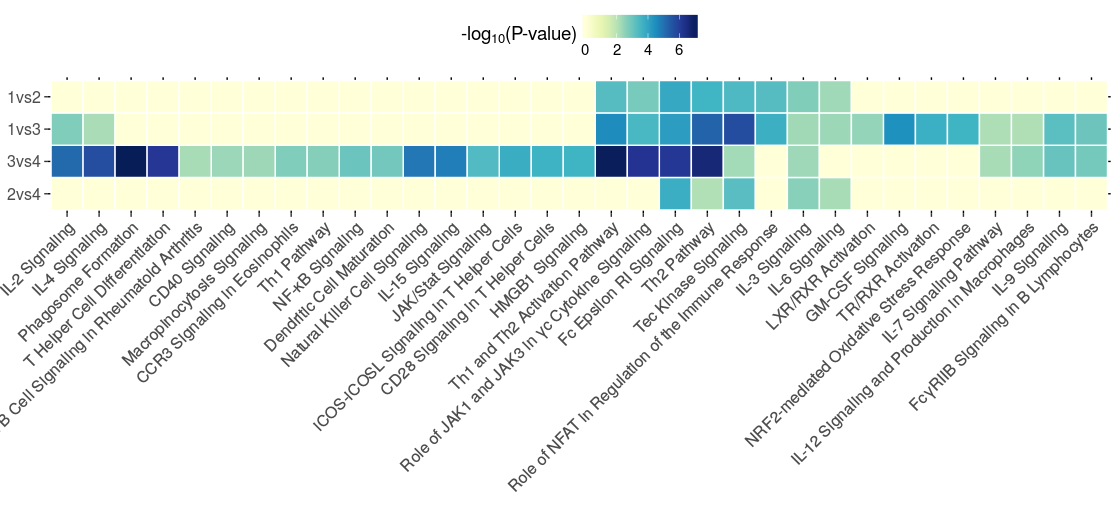 -log10(P-value)
0 2 4 6
1vs2
1vs3
3vs4
2vs4
IL-2 Signaling
IL-4 Signaling
Phagosome Formation
T Helper Cell Differentiation
B Cell Signaling in Rheumatoid Arthritis
CD40 Signaling
Macropinocytosis Signaling
CCR3 Signaling in Eosinophils
Th1 Pathway
NF-κB Signaling
Dendritic Cell Maturation
Natural Killer Cell Signaling
IL-15 Signaling
JAK/Stat Signaling
ICOS-ICOSL Signaling in T Helper Cells
CD28 Signaling in T Helper Cells
HMGB1 Signaling
Th1 and Th2 Activation Pathway
Role of JAK1 and JAK3 in γc Cytokine Signaling
Fc Epsilon RI Signaling
Th2 Pathway
Tec Kinase Signaling
Role of NFAT in Regulation of the Immune Response
IL-3 Signaling
IL-6 Signaling
LXR/RXR Activation
GM-CSF Signaling
TR/RXR Activation
NRF2-mediated Oxidative Stress Response
IL-7 Signaling Pathway
IL-12 Signaling and Production in Macrophages
IL-9 Signaling
FcγRIIB Signaling in B Lymphocytes